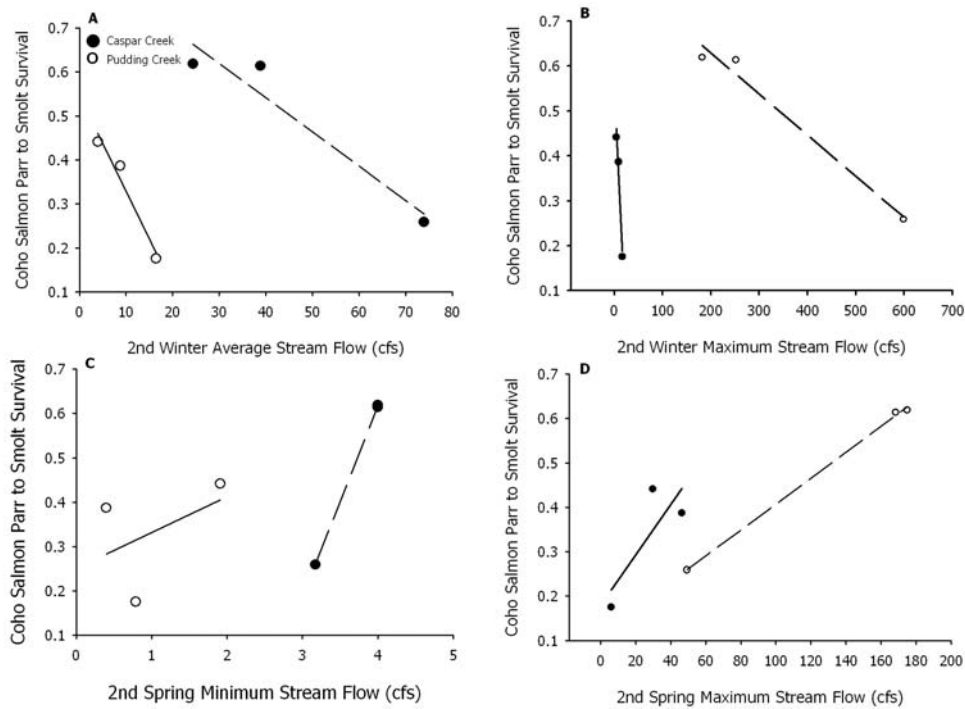 A
Caspar Creek
Pudding Creek
Coho Salmon Parr to Smolt Survival
0.7
0.6
0.5
0.4
0.3
0.2
0.1
0 10 20 30 40 50 60 70 80
2nd Winter Average Stream Flow (cfs)
B
Coho Salmon Parr to Smolt Survival
0.7
0.6
0.5
0.4
0.3
0.2
0.1
0 100 200 300 400 500 600 700
2nd Winter Maximum Stream Flow (cfs)
C
Coho Salmon Parr to Smolt Survival
0.7
0.6
0.5
0.4
0.3
0.2
0.1
0 1 2 3 4 5
2nd Spring Minimum Stream Flow (cfs)
D
Coho Salmon Parr to Smolt Survival
0.7
0.6
0.5
0.4
0.3
0.2
0.1
0 20 40 60 80 100 120 140 160 180 200
2nd Spring Maximum Stream Flow (cfs)